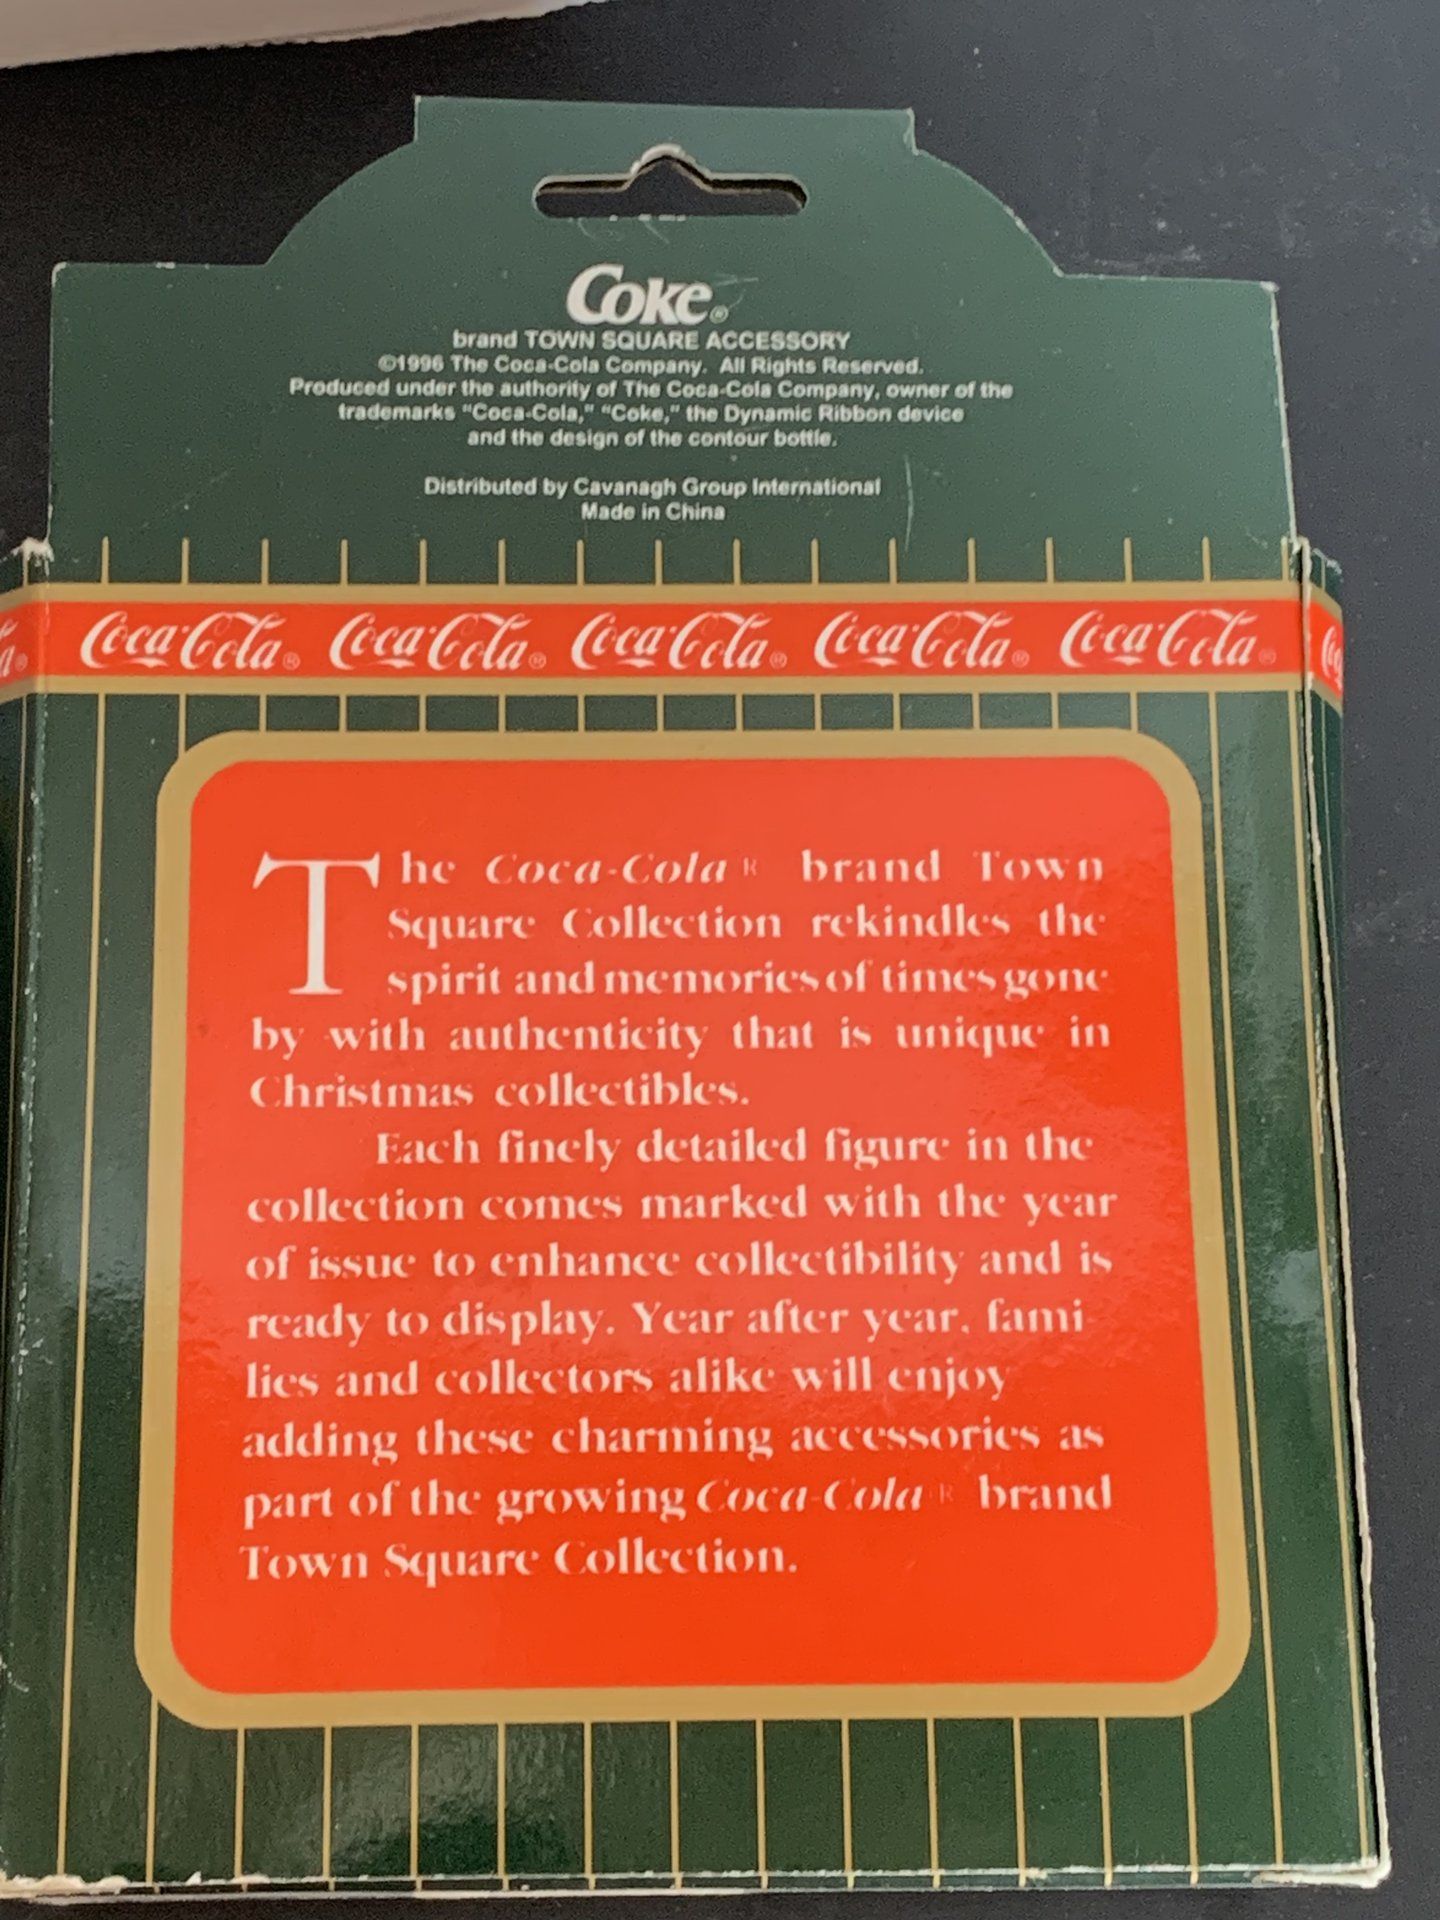 Coke®
brand TOWN SQUARE ACCESSORY
©1996 The Coca-Cola Company. All Rights Reserved.
Produced under the authority of The Coca-Cola Company, owner of the
trademarks "Coca-Cola," "Coke," the Dynamic Ribbon device
and the design of the contour bottle.
Distributed by Cavanagh Group International
Made in China
Coca-Cola® Coca-Cola® Coca-Cola® Coca-Cola® Coca-Cola®
The Coca-Cola® brand Town
Square Collection rekindles the
spirit and memories of times gone
by with authenticity that is unique in
Christmas collectibles.
Each finely detailed figure in the
collection comes marked with the year
of issue to enhance collectibility and is
ready to display. Year after year, fami-
lies and collectors alike will enjoy
adding these charming accessories as
part of the growing Coca-Cola® brand
Town Square Collection.